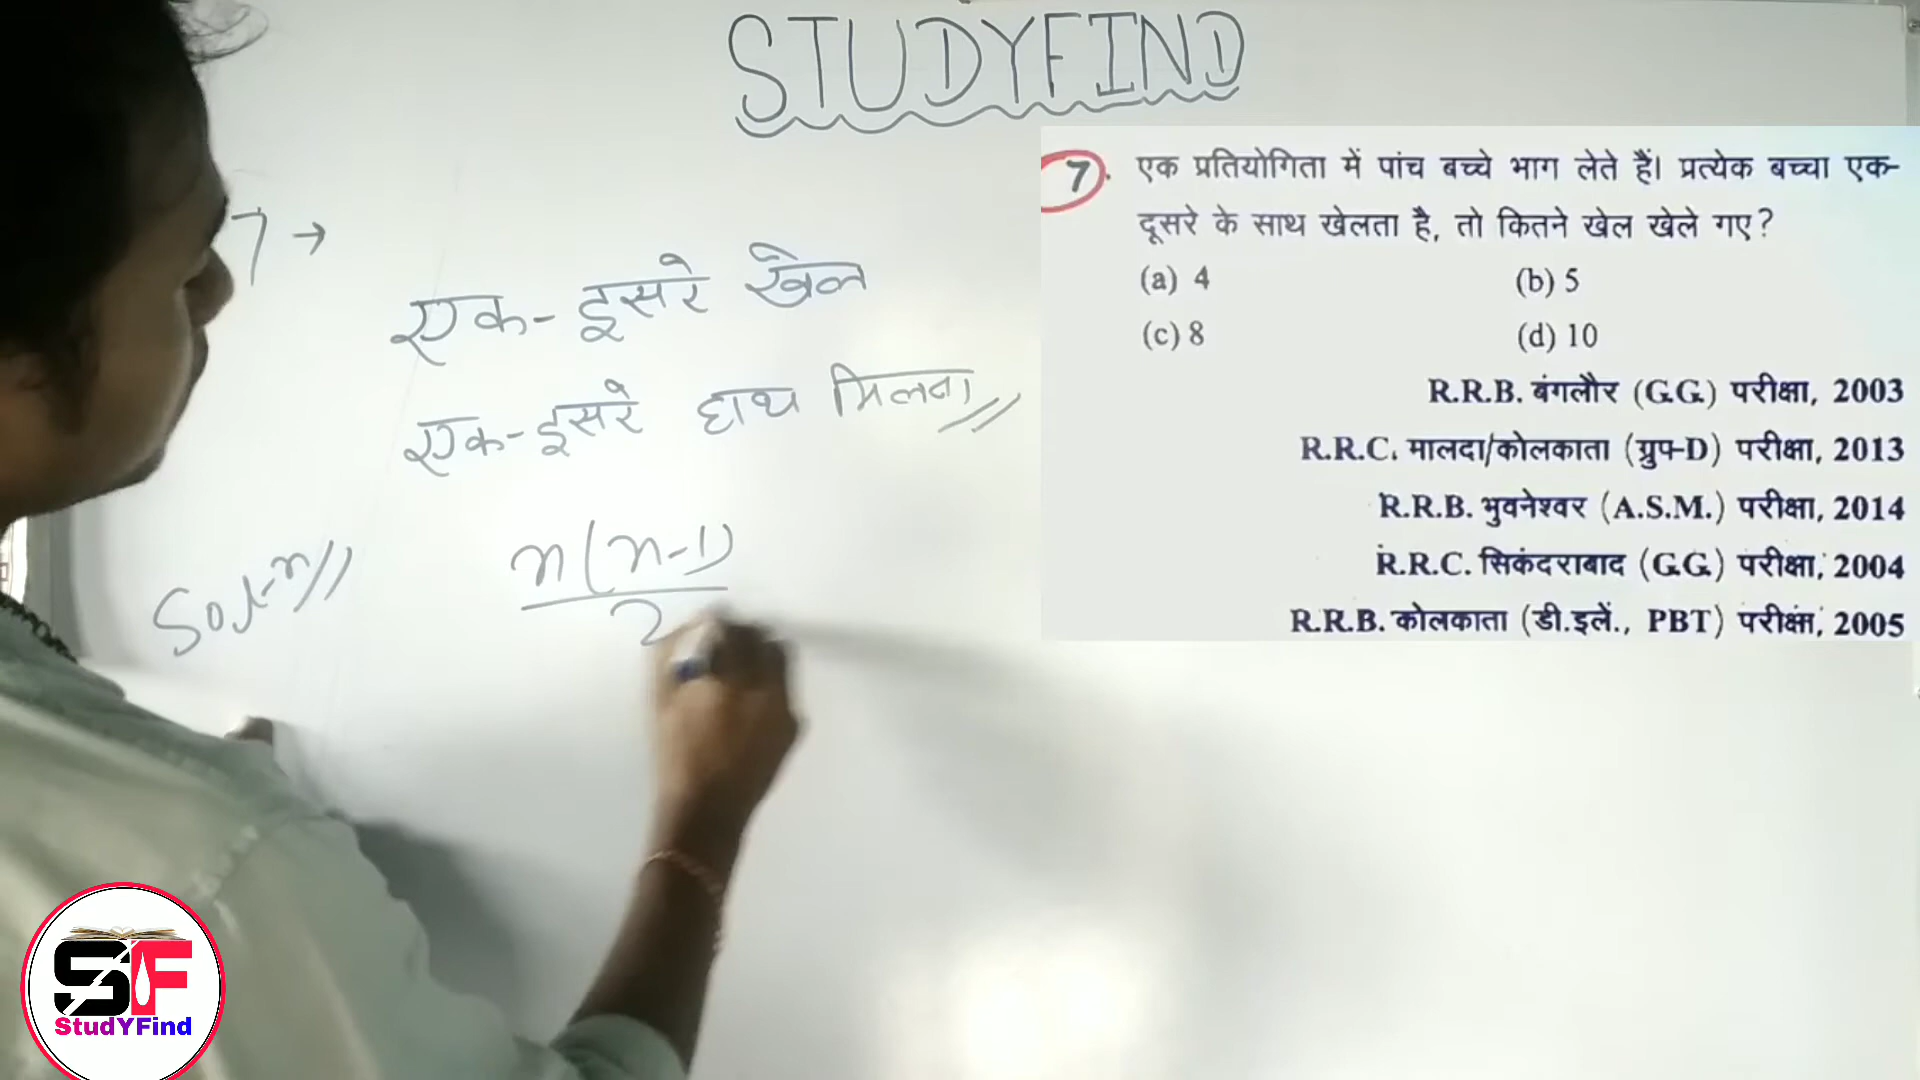 STUDYFIND
7. एक प्रतियोगिता में पांच बच्चे भाग लेते हैं। प्रत्येक बच्चा एक-
दूसरे के साथ खेलता है, तो कितने खेल खेले गए?
(a) 4 (b) 5
(c) 8 (d) 10
R.R.B. बंगलौर (G.G.) परीक्षा, 2003
R.R.C. मालदा/कोलकाता (ग्रुप-D) परीक्षा, 2013
R.R.B. भुवनेश्वर (A.S.M.) परीक्षा, 2014
R.R.C. सिकंदराबाद (G.G.) परीक्षा, 2004
R.R.B. कोलकाता (डी.इलें., PBT) परीक्षा, 2005
7 →
एक-दूसरे खेल
एक-दूसरे हाथ मिलना
Sol-n
n(n-1)
2
SF
StudYFind